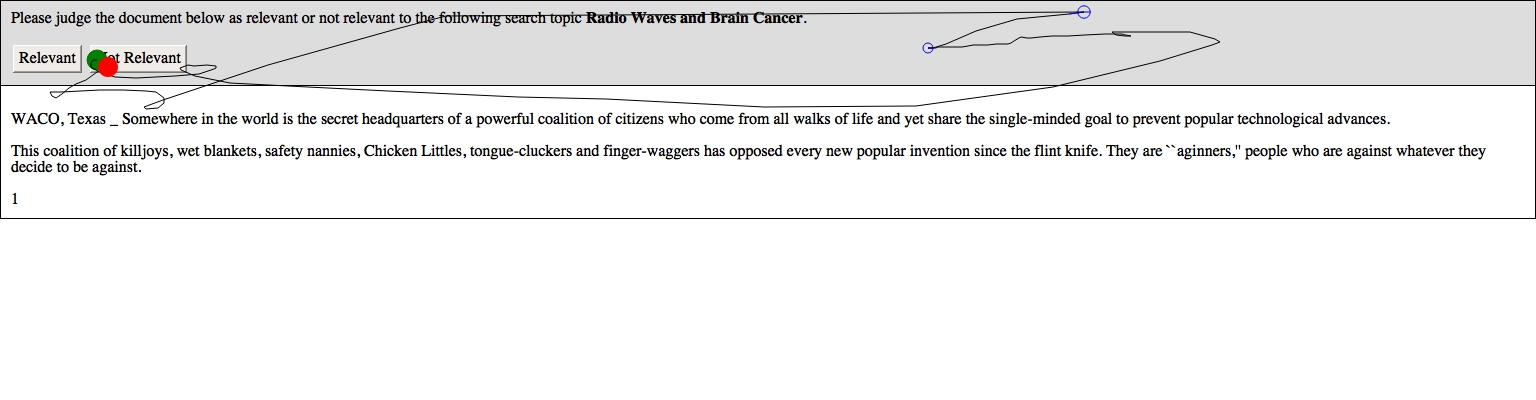 Please judge the document below as relevant or not relevant to the following search topic Radio Waves and Brain Cancer.
Relevant Not Relevant
WACO, Texas _ Somewhere in the world is the secret headquarters of a powerful coalition of citizens who come from all walks of life and yet share the single-minded goal to prevent popular technological advances.
This coalition of killjoys, wet blankets, safety nannies, Chicken Littles, tongue-cluckers and finger-waggers has opposed every new popular invention since the flint knife. They are ``aginners,'' people who are against whatever they
decide to be against.
1